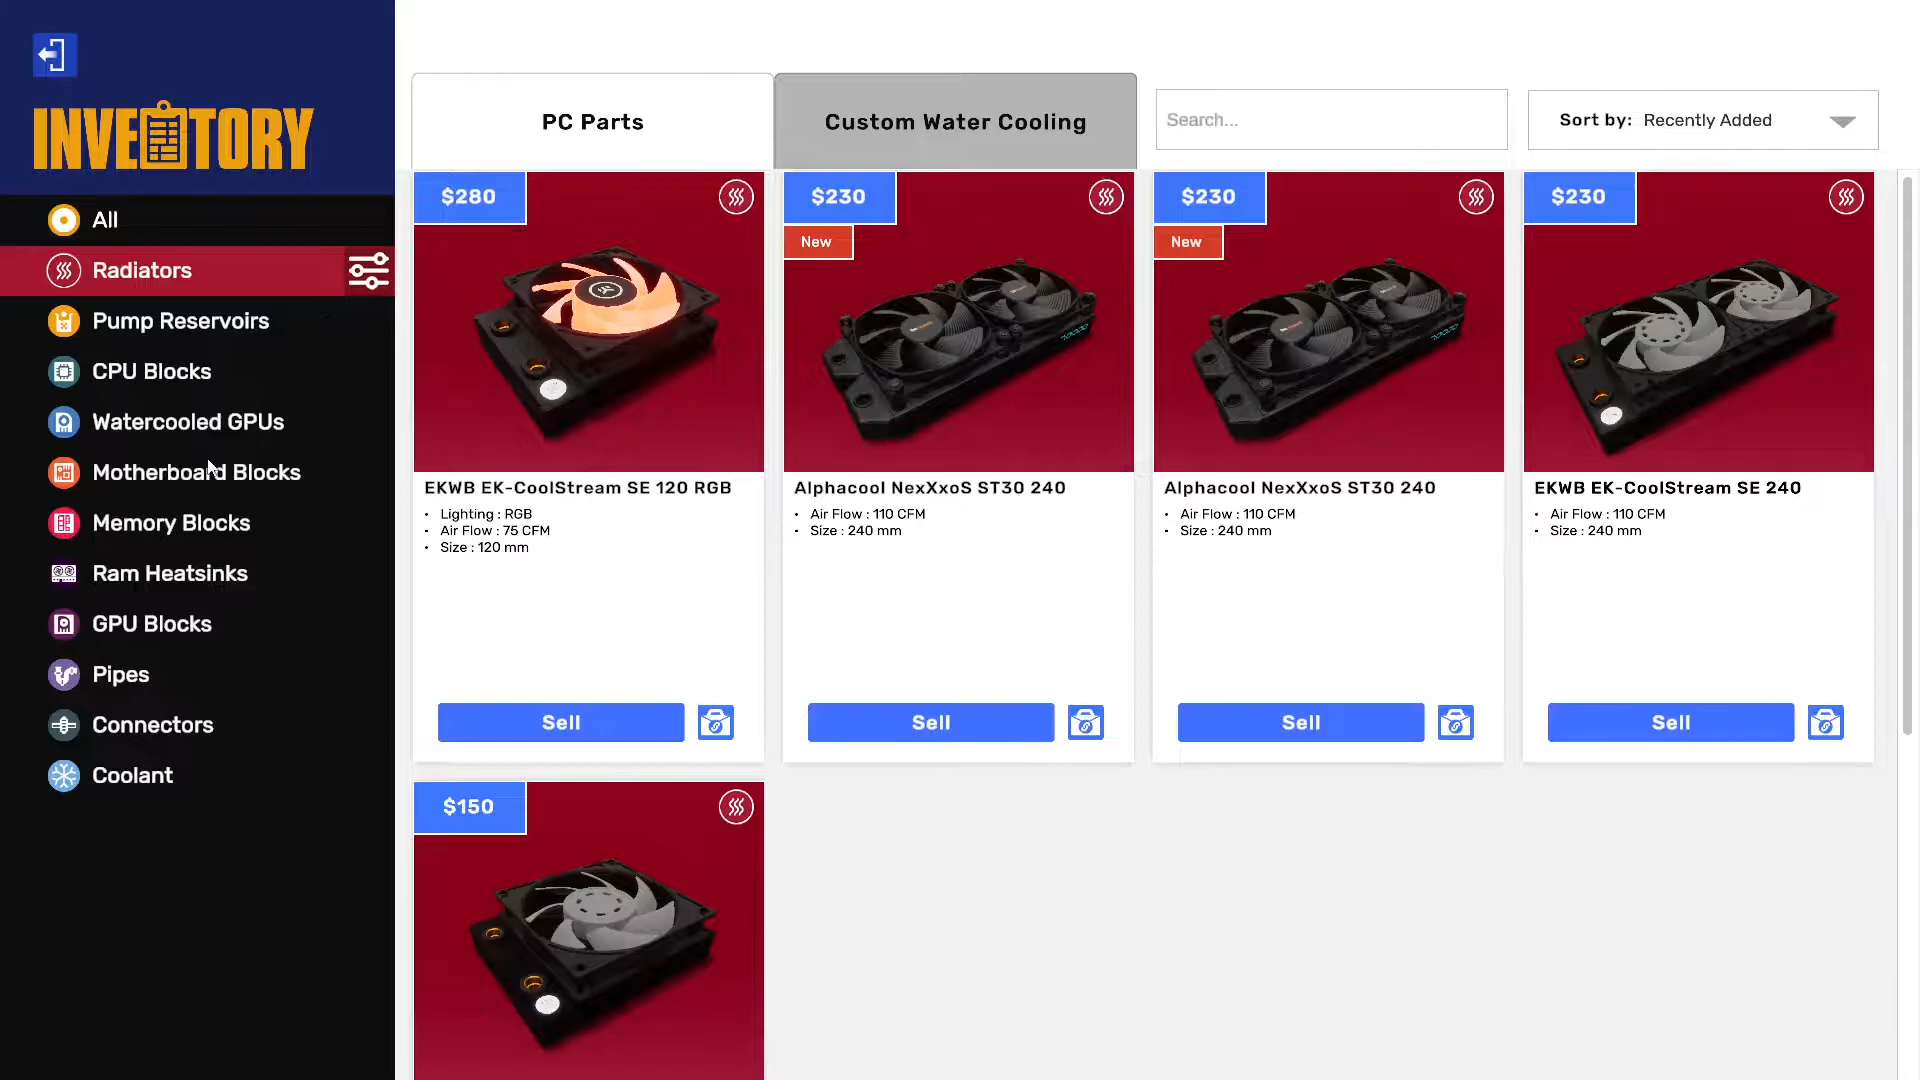 INVENTORY
All
Radiators
Pump Reservoirs
CPU Blocks
Watercooled GPUs
Motherboard Blocks
Memory Blocks
Ram Heatsinks
GPU Blocks
Pipes
Connectors
Coolant
PC Parts
Custom Water Cooling
Search...
Sort by: Recently Added
$280
EKWB EK-CoolStream SE 120 RGB
• Lighting : RGB
• Air Flow : 75 CFM
• Size : 120 mm
Sell
$230
New
Alphacool NexXxoS ST30 240
• Air Flow : 110 CFM
• Size : 240 mm
Sell
$230
New
Alphacool NexXxoS ST30 240
• Air Flow : 110 CFM
• Size : 240 mm
Sell
$230
EKWB EK-CoolStream SE 240
• Air Flow : 110 CFM
• Size : 240 mm
Sell
$150